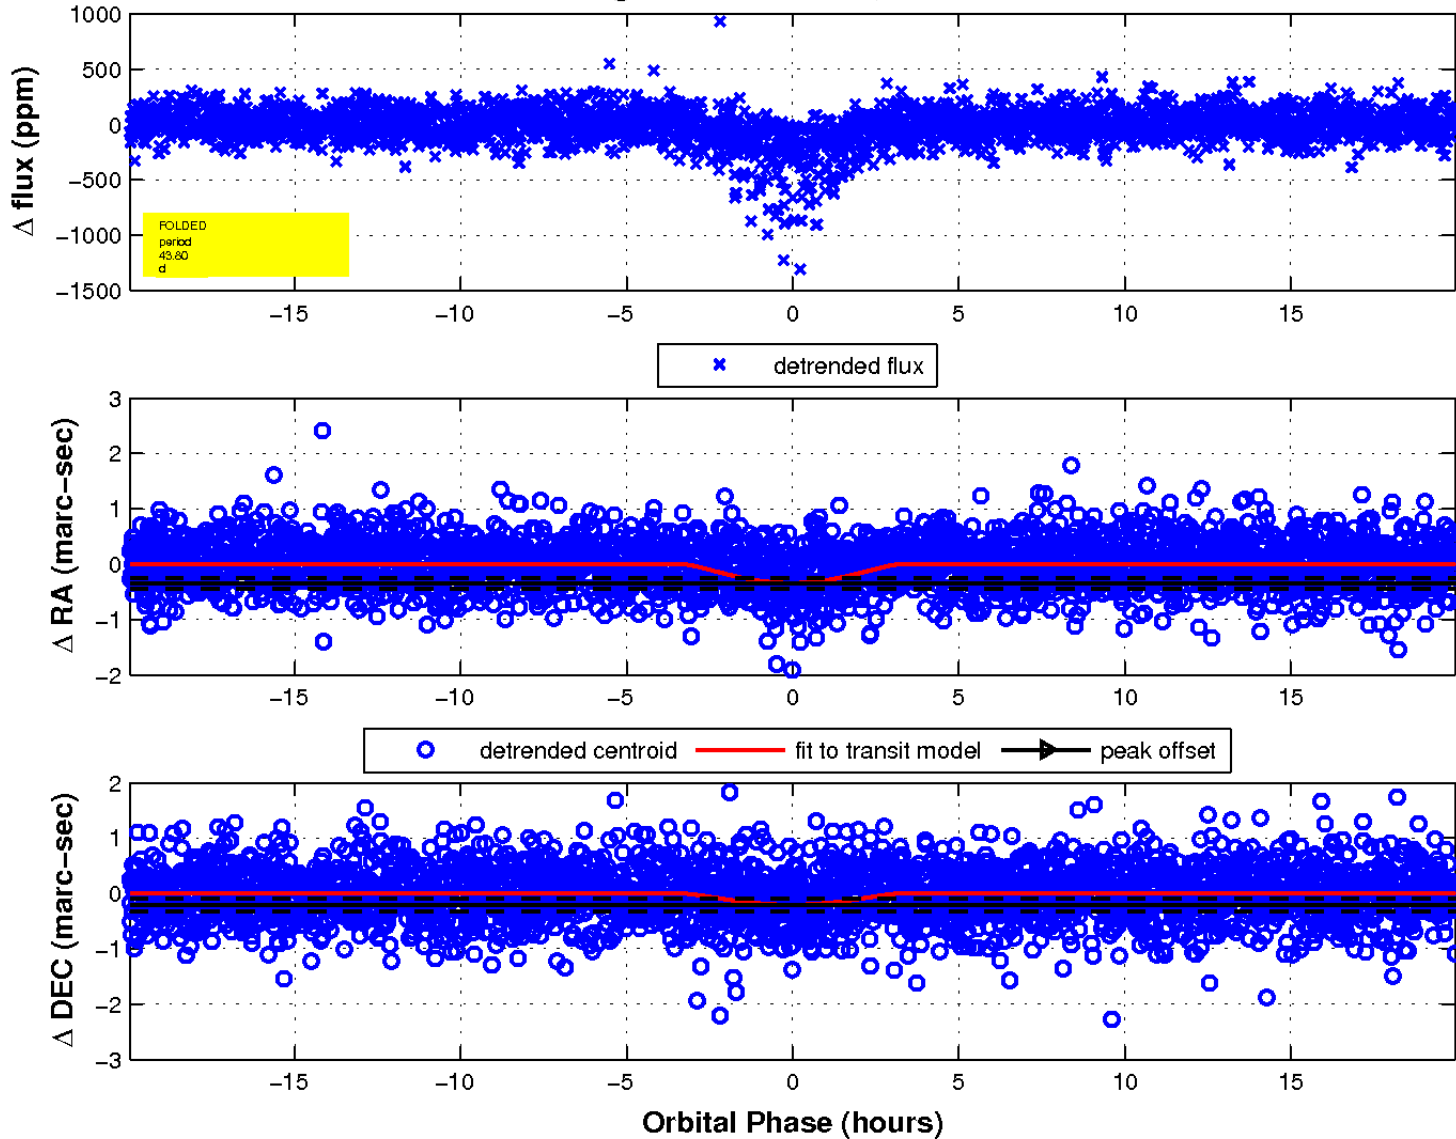 1000
500
0
−500
−1000
−1500
Δ flux (ppm)
FOLDED
period
43.80
d
−15 −10 −5 0 5 10 15
detrended flux
3
2
1
0
−1
−2
Δ RA (marc−sec)
−15 −10 −5 0 5 10 15
detrended centroid fit to transit model peak offset
2
1
0
−1
−2
−3
Δ DEC (marc−sec)
−15 −10 −5 0 5 10 15
Orbital Phase (hours)